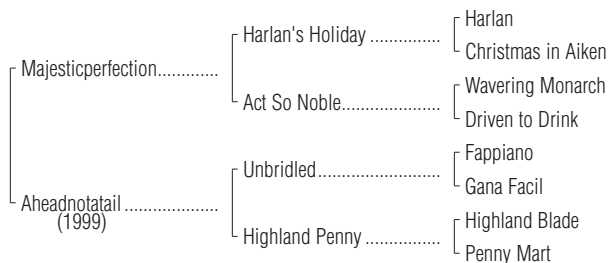 Harlan
Harlan's Holiday ...............
Christmas in Aiken
Majesticperfection.............
Wavering Monarch
Act So Noble.....................
Driven to Drink
Fappiano
Unbridled..........................
Gana Facil
Aheadnotatail ....................
(1999)
Highland Blade
Highland Penny ................
Penny Mart